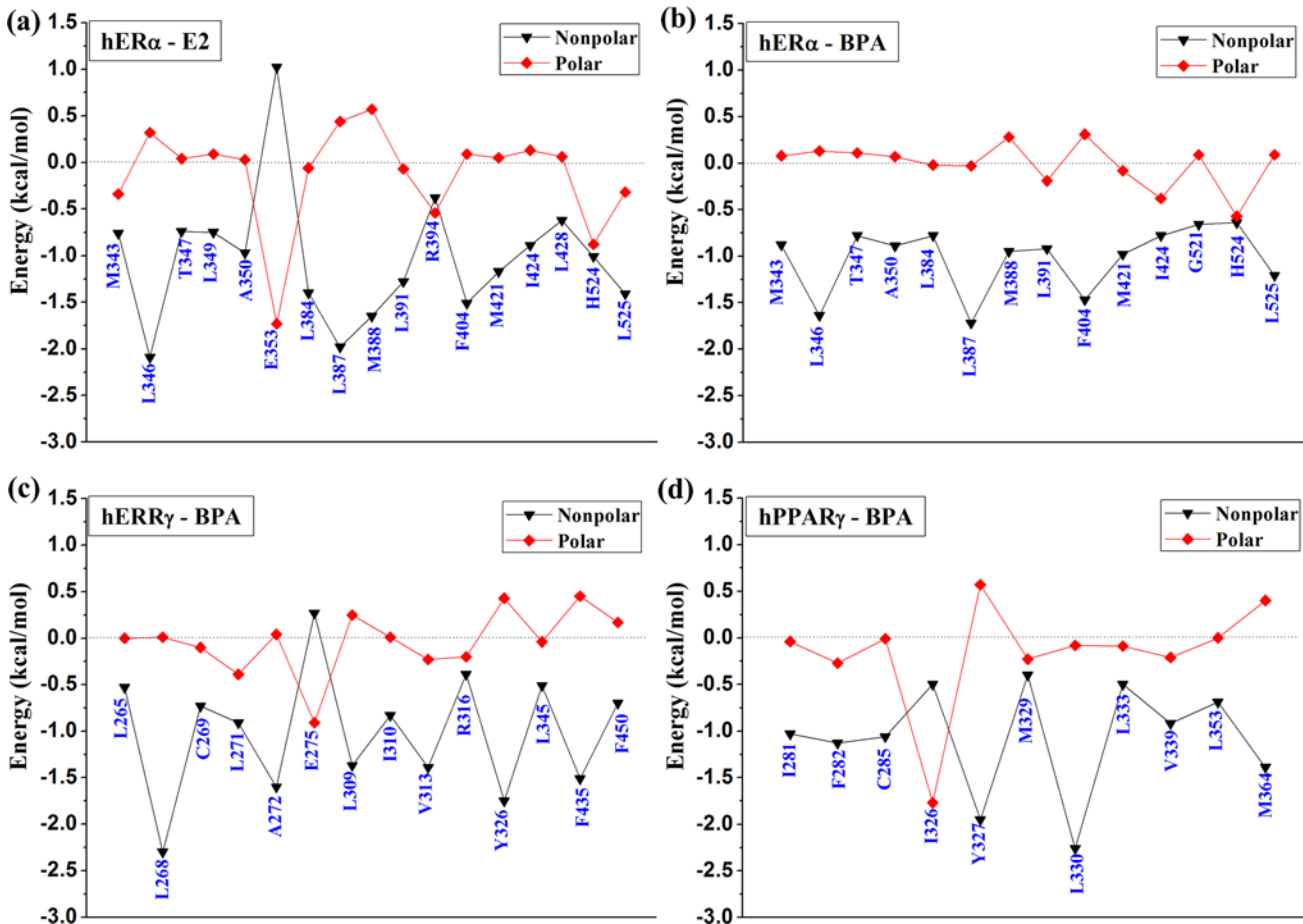 (a)
hERα - E2
Nonpolar
Polar
Energy (kcal/mol)
1.5
1.0
0.5
0.0
-0.5
-1.0
-1.5
-2.0
-2.5
-3.0
M343
L346
T347
L349
A350
E353
L384
L387
M388
L391
R394
F404
M421
I424
L428
H524
L525
(b)
hERα - BPA
Nonpolar
Polar
Energy (kcal/mol)
1.5
1.0
0.5
0.0
-0.5
-1.0
-1.5
-2.0
-2.5
-3.0
M343
L346
T347
A350
L384
L387
M388
L391
F404
M421
I424
G521
H524
L525
(c)
hERRγ - BPA
Nonpolar
Polar
Energy (kcal/mol)
1.5
1.0
0.5
0.0
-0.5
-1.0
-1.5
-2.0
-2.5
-3.0
L265
L268
C269
L271
A272
E275
L309
I310
V313
R316
Y326
L345
F435
F450
(d)
hPPARγ - BPA
Nonpolar
Polar
Energy (kcal/mol)
1.5
1.0
0.5
0.0
-0.5
-1.0
-1.5
-2.0
-2.5
-3.0
I281
F282
C285
I326
Y327
M329
L330
L333
V339
L353
M364